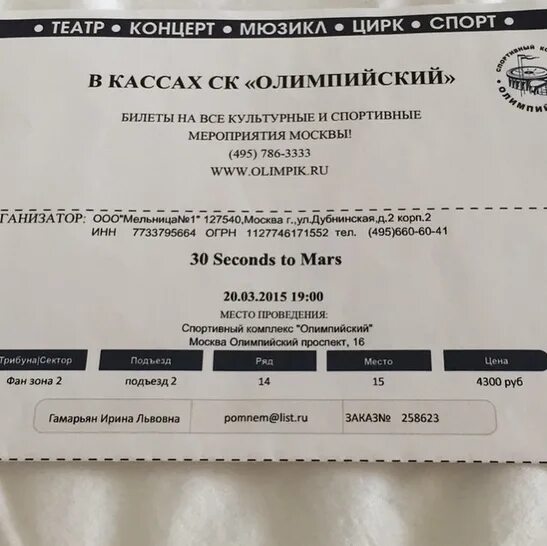 • ТЕАТР • КОНЦЕРТ • МЮЗИКЛ • ЦИРК • СПОРТ •
СПОРТИВНЫЙ
В КАССАХ СК «ОЛИМПИЙСКИЙ»
БИЛЕТЫ НА ВСЕ КУЛЬТУРНЫЕ И СПОРТИВНЫЕ
МЕРОПРИЯТИЯ МОСКВЫ!
(495) 786-3333
WWW.OLIMPIK.RU
ГАНИЗАТОР: ООО"Мельница№1" 127540,Москва г.,ул.Дубнинская,д.2 корп.2
ИНН 7733795664 ОГРН 1127746171552 тел. (495)660-60-41
30 Seconds to Mars
20.03.2015 19:00
МЕСТО ПРОВЕДЕНИЯ:
Спортивный комплекс "Олимпийский"
Москва Олимпийский проспект, 16
Трибуна|Сектор Подъезд Ряд Место Цена
Фан зона 2 подъезд 2 14 15 4300 руб
Гамарьян Ирина Львовна pomnem@list.ru ЗАКАЗ№ 258623